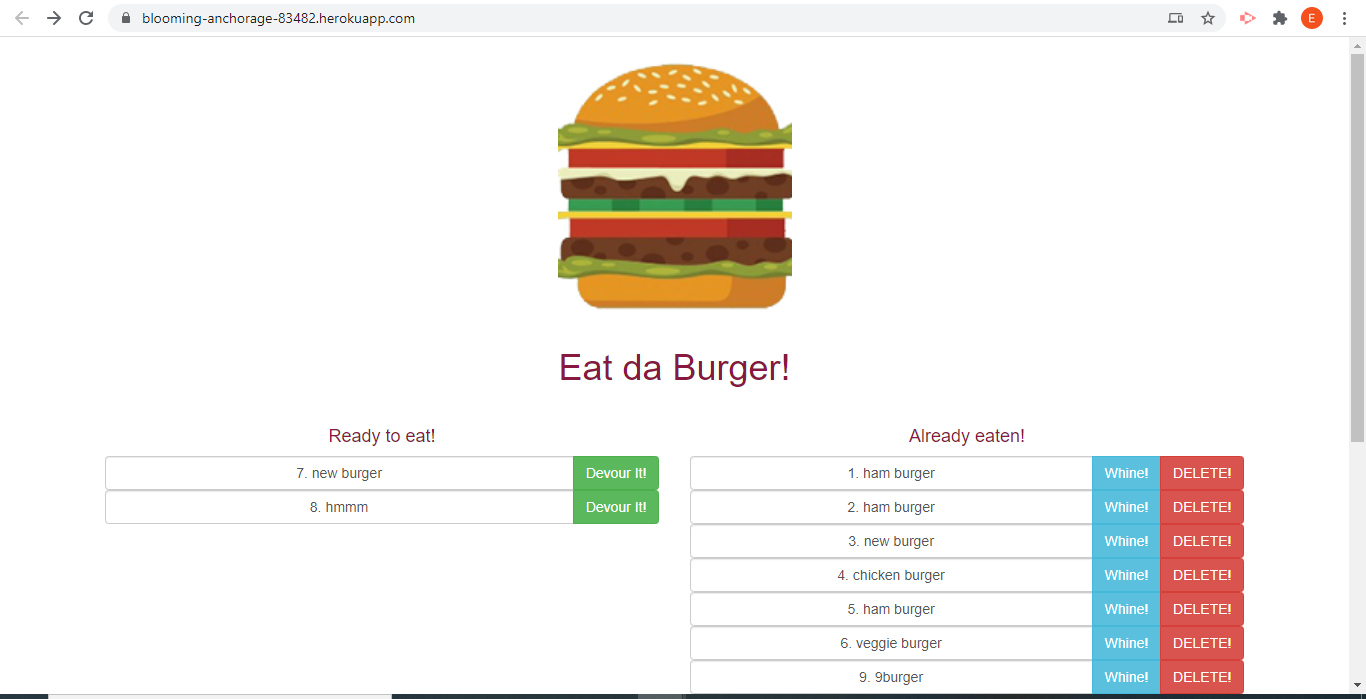 blooming-anchorage-83482.herokuapp.com
E
Eat da Burger!
Ready to eat!
7. new burger Devour It!
8. hmmm Devour It!
Already eaten!
1. ham burger Whine! DELETE!
2. ham burger Whine! DELETE!
3. new burger Whine! DELETE!
4. chicken burger Whine! DELETE!
5. ham burger Whine! DELETE!
6. veggie burger Whine! DELETE!
9. 9burger Whine! DELETE!